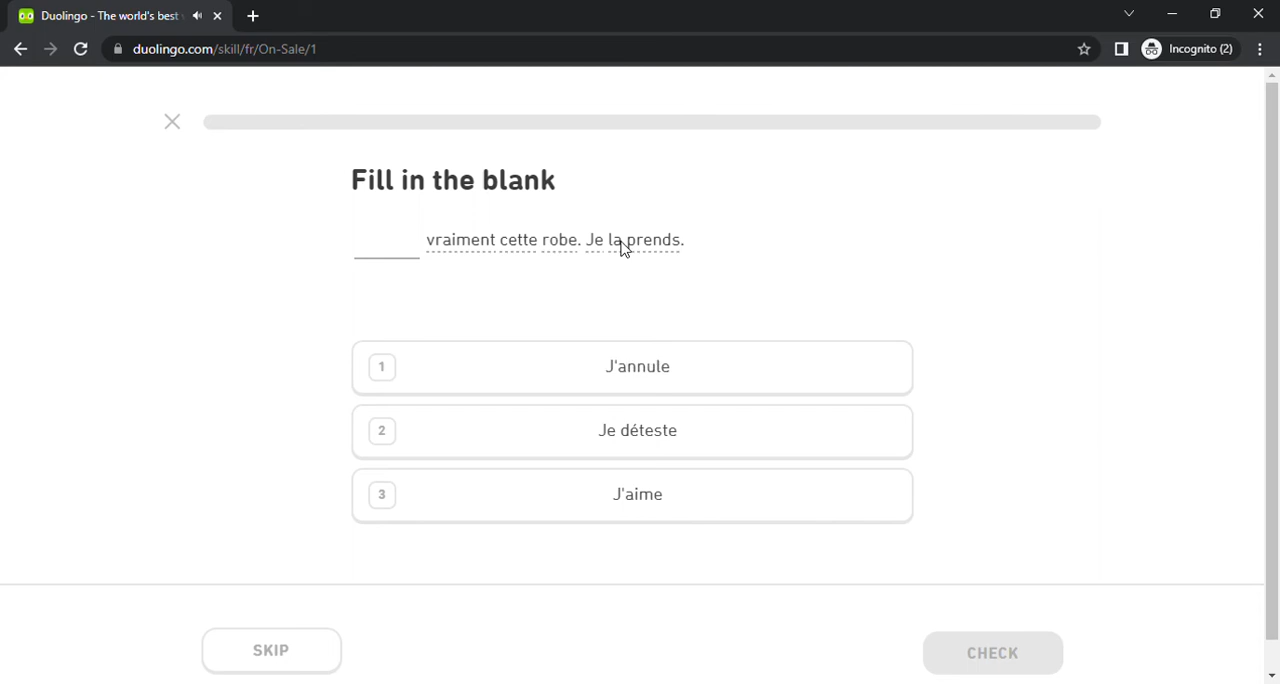 Duolingo - The world's best
duolingo.com/skill/fr/On-Sale/1
Incognito (2)
Fill in the blank
vraiment cette robe. Je la prends.
1 J'annule
2 Je déteste
3 J'aime
SKIP
CHECK